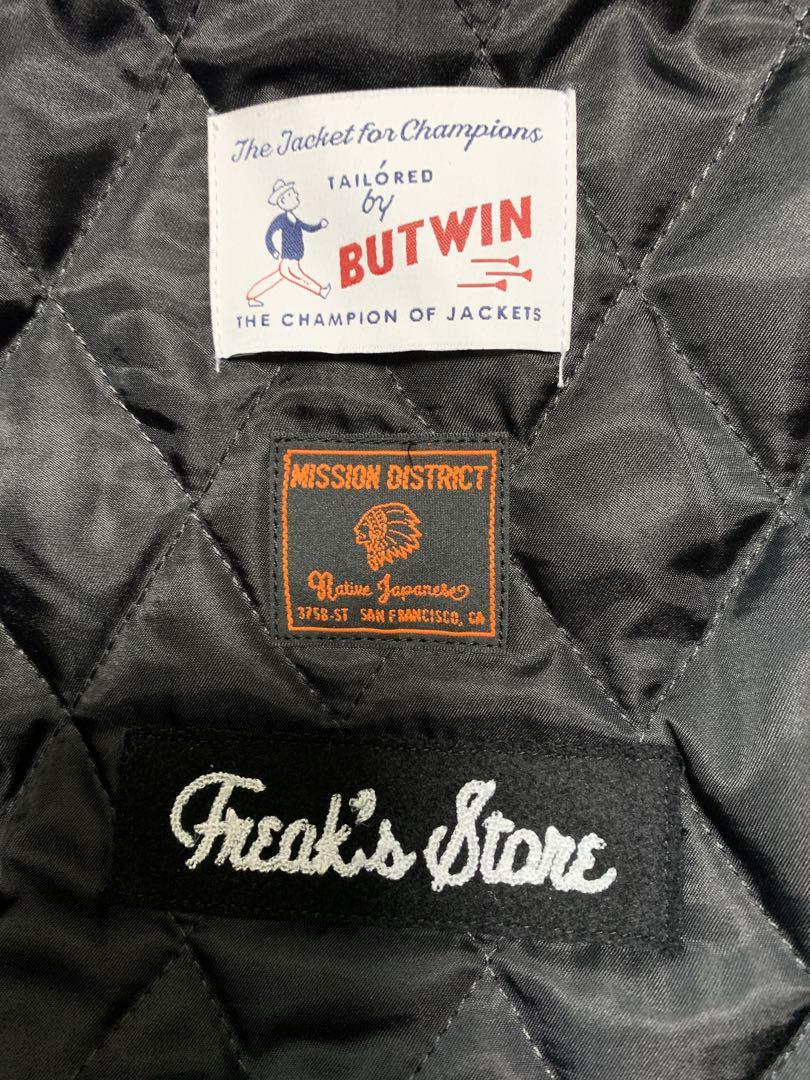 The Jacket for Champions
TAILORED
by
BUTWIN
THE CHAMPION OF JACKETS
MISSION DISTRICT
Native Japanese
375B-ST SAN FRANCISCO, CA
Freak's Store